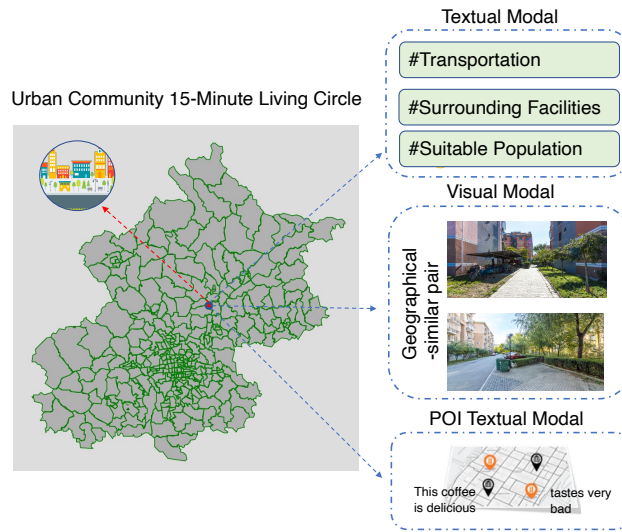 Textual Modal
#Transportation
#Surrounding Facilities
#Suitable Population
Urban Community 15-Minute Living Circle
Visual Modal
Geographical
-similar pair
POI Textual Modal
This coffee
is delicious
tastes very
bad